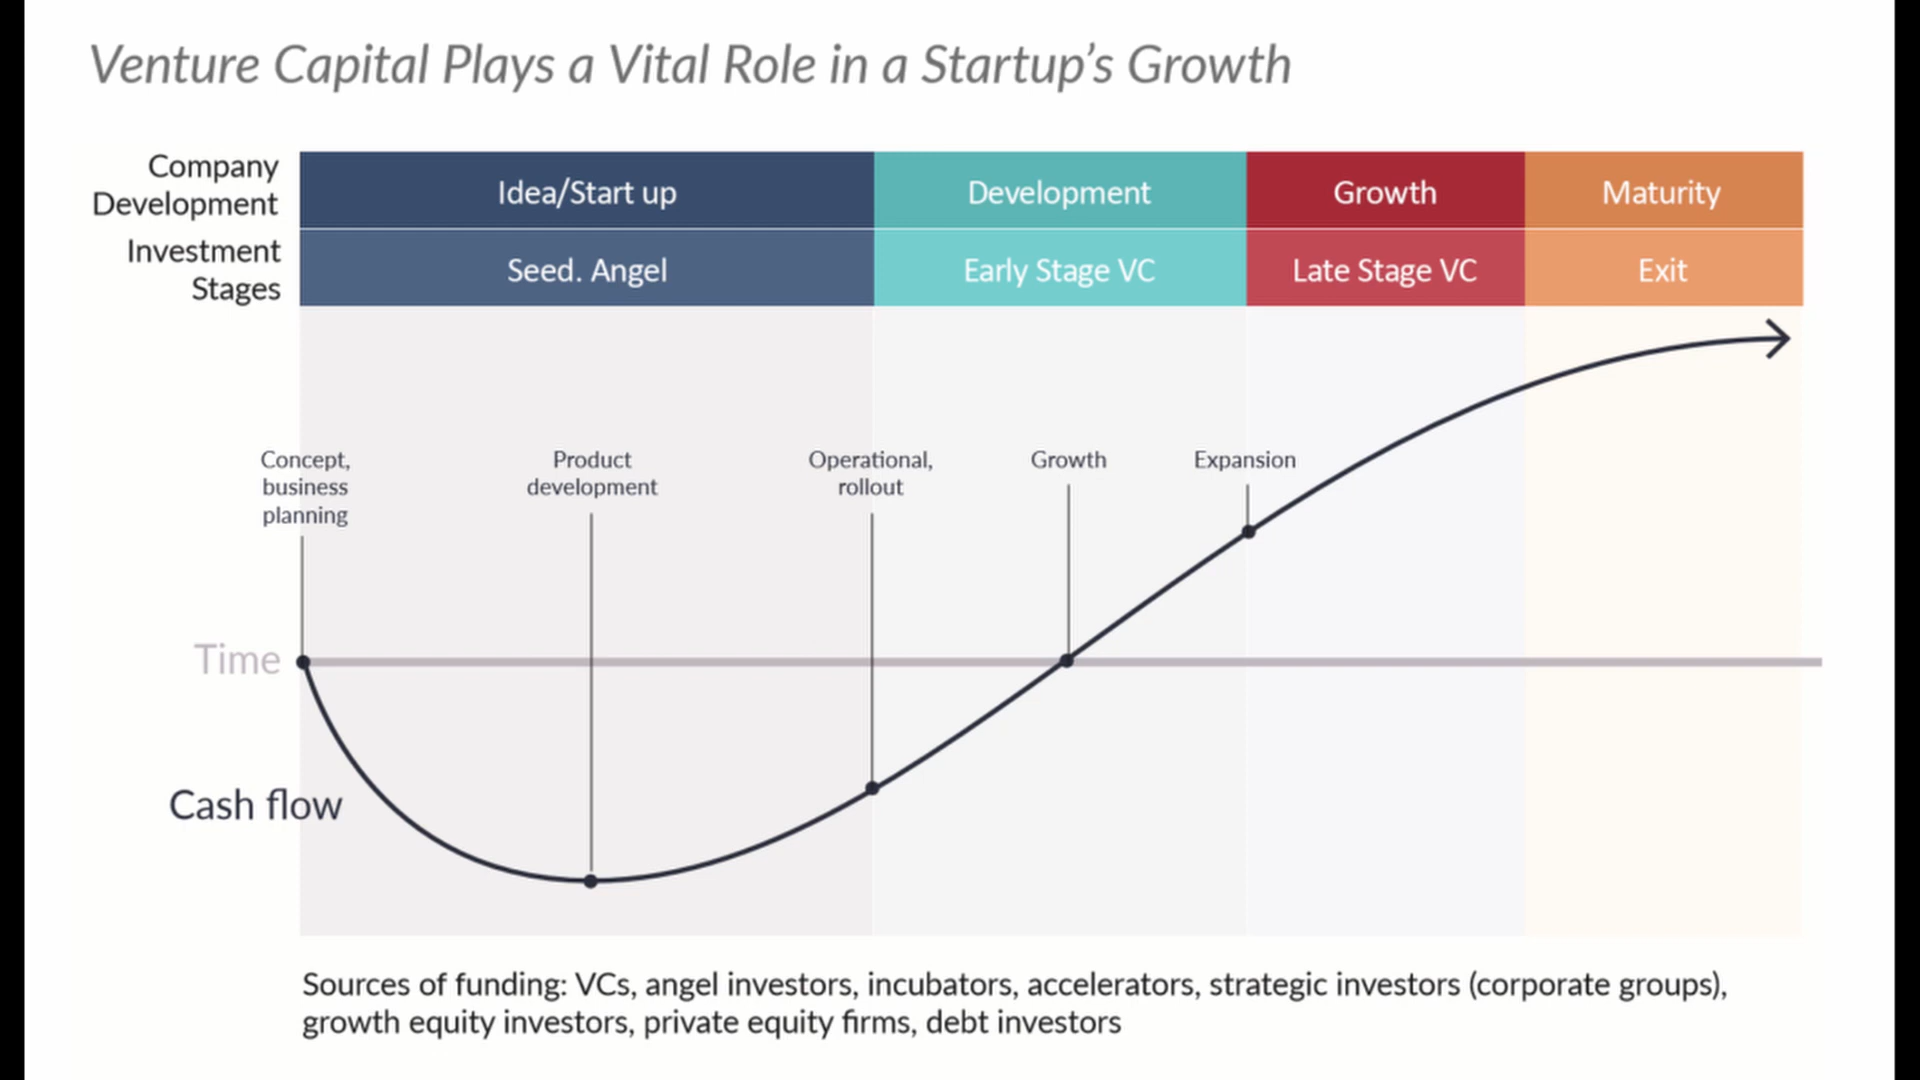 Venture Capital Plays a Vital Role in a Startup’s Growth
Company
Development
Idea/Start up
Development
Growth
Maturity
Investment
Stages
Seed. Angel
Early Stage VC
Late Stage VC
Exit
Concept,
business
planning
Product
development
Operational,
rollout
Growth
Expansion
Time
Cash flow
Sources of funding: VCs, angel investors, incubators, accelerators, strategic investors (corporate groups),
growth equity investors, private equity firms, debt investors